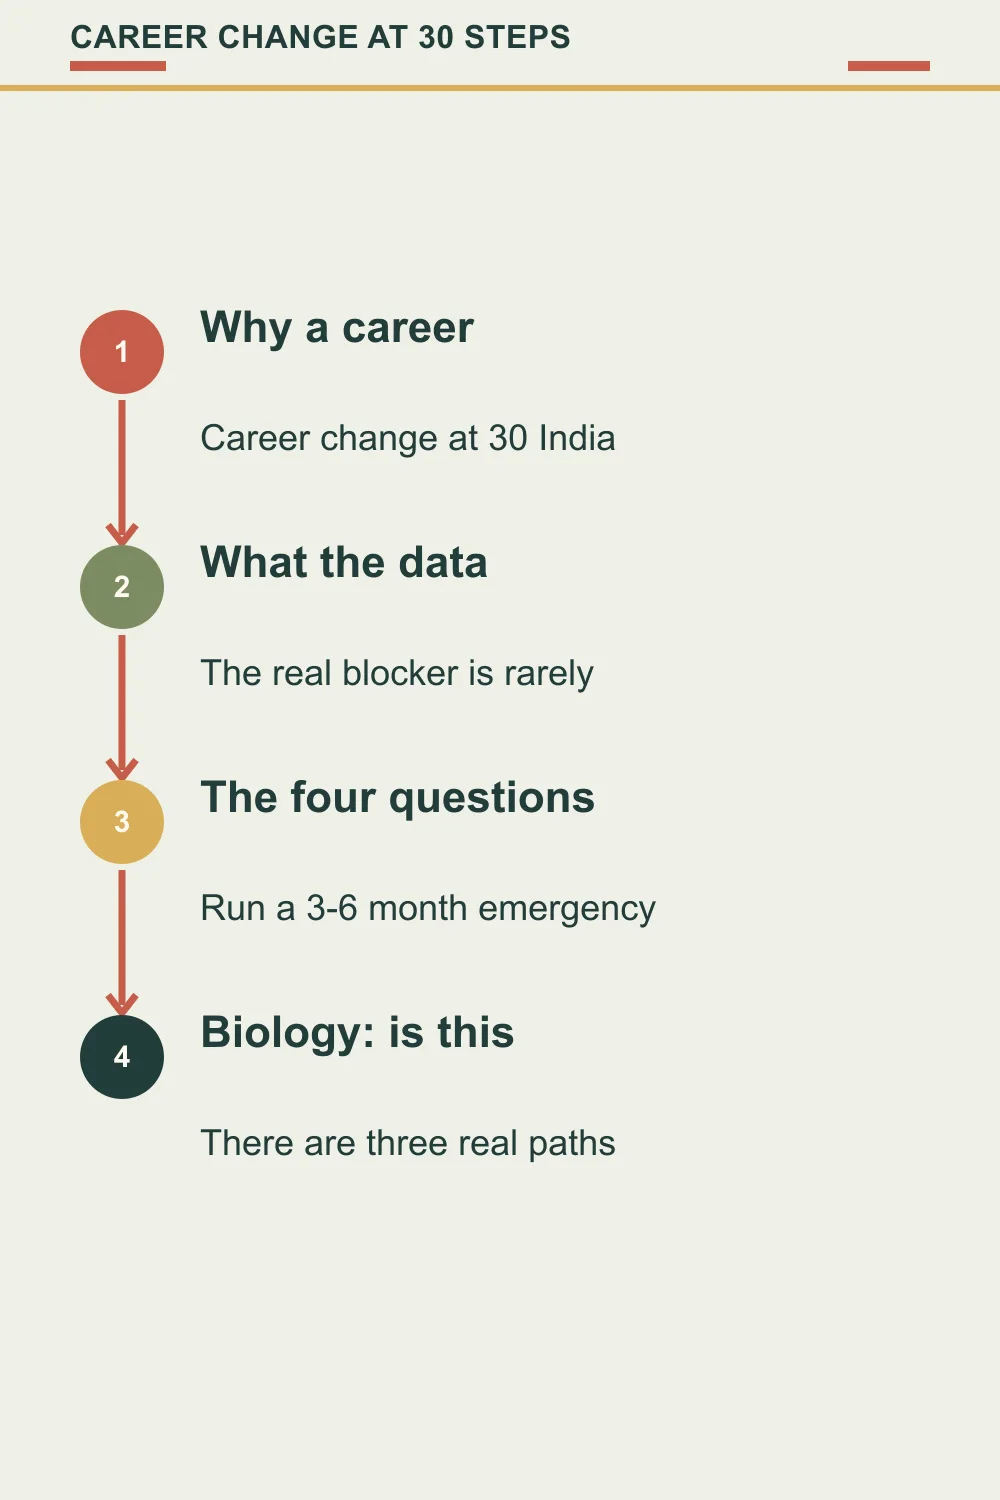 CAREER CHANGE AT 30 STEPS
1
Why a career
Career change at 30 India
2
What the data
The real blocker is rarely
3
The four questions
Run a 3-6 month emergency
4
Biology: is this
There are three real paths